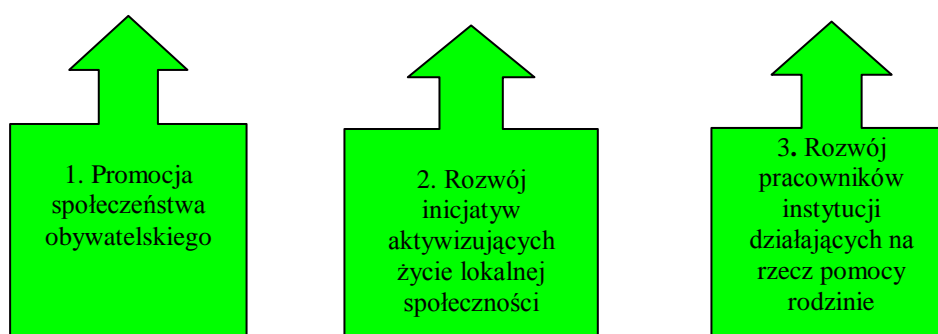 1. Promocja
społeczeństwa
obywatelskiego
2. Rozwój
inicjatyw
aktywizujących
życie lokalnej
społeczności
3. Rozwój
pracowników
instytucji
działających na
rzecz pomocy
rodzinie